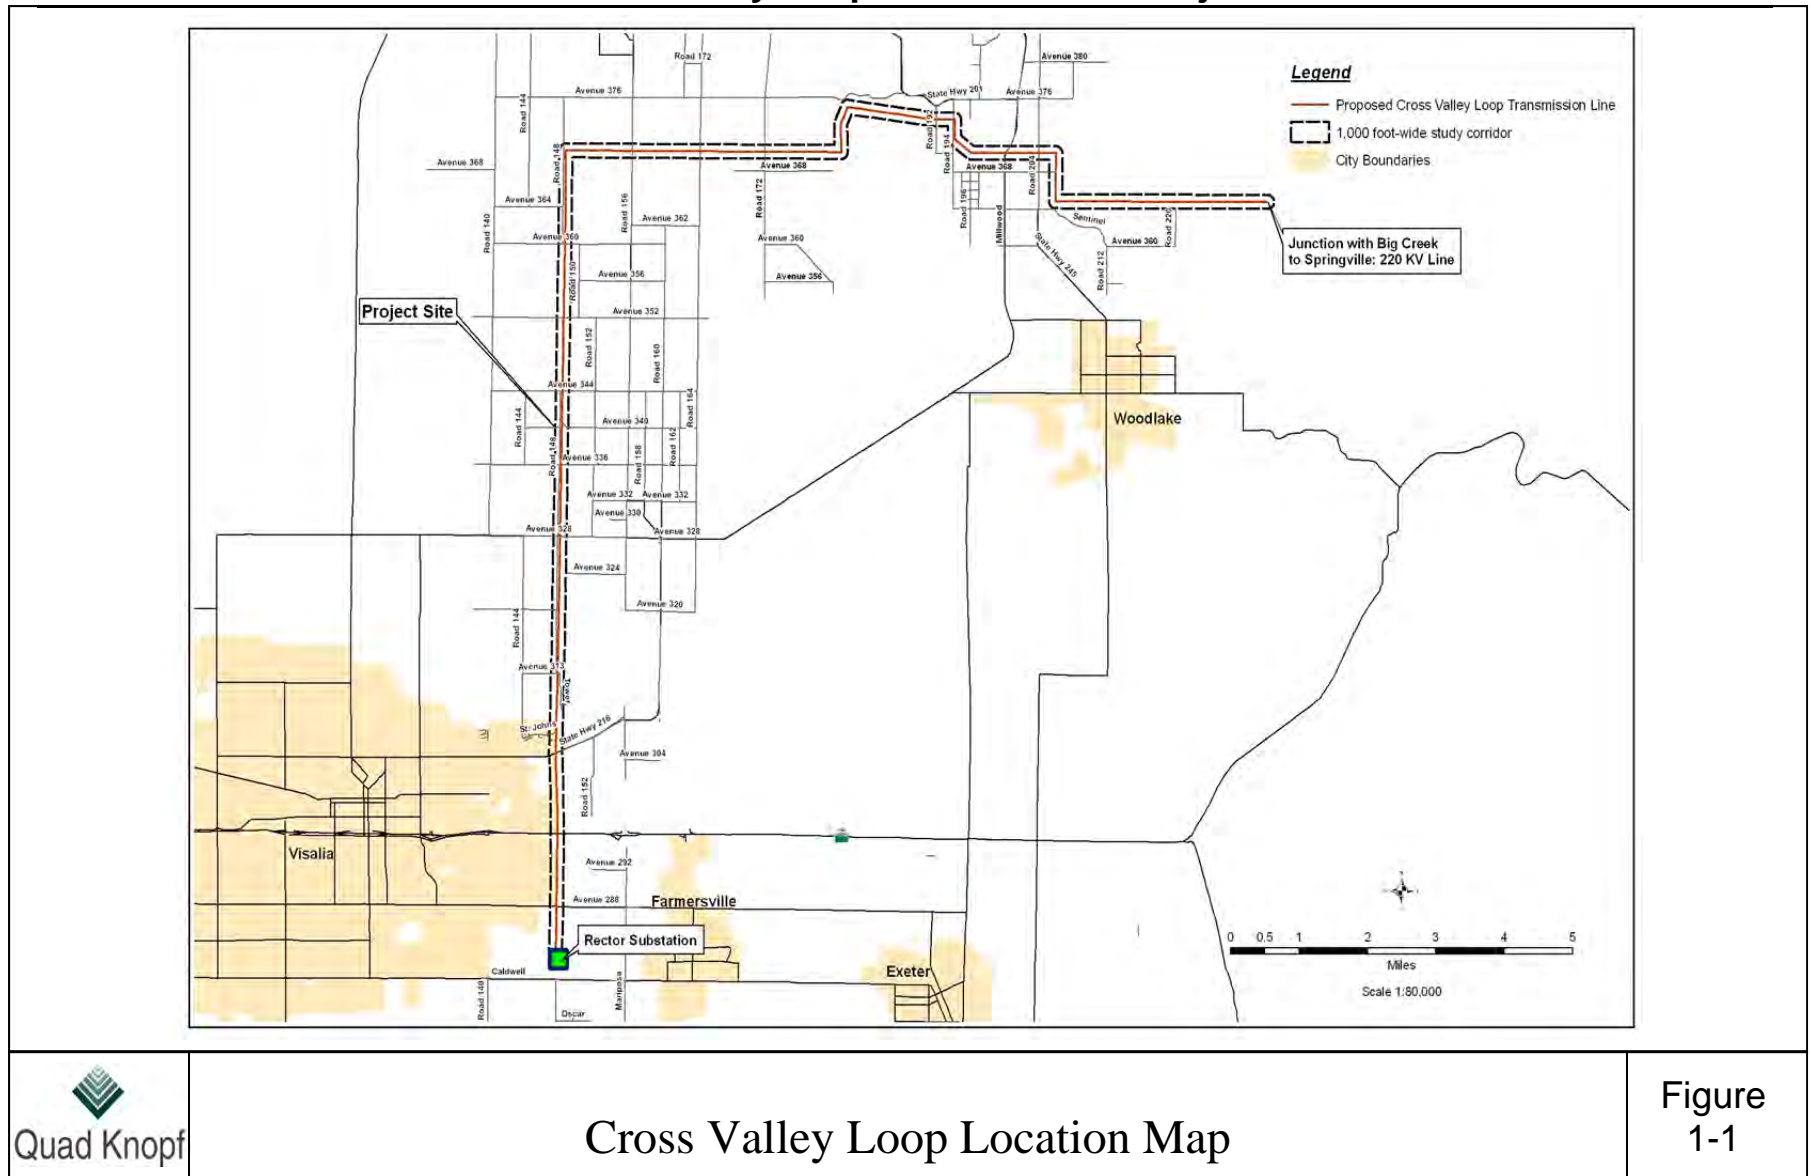 Road 172
Avenue 380
Avenue 376
State Hwy 201
Avenue 376
Road 144
Road 192
Road 194
Road 148
Avenue 368
Avenue 368
Avenue 368
Road 204
Avenue 364
Road 156
Road 172
Road 196
Millwood
Sentinel
Road 220
Road 140
Avenue 362
Avenue 360
Avenue 360
Avenue 360
State Hwy 245
Road 212
Road 150
Avenue 356
Avenue 356
Legend
Proposed Cross Valley Loop Transmission Line
1,000 foot-wide study corridor
City Boundaries
Junction with Big Creek
to Springville: 220 KV Line
Project Site
Avenue 352
Road 152
Road 160
Avenue 344
Road 164
Road 144
Avenue 340
Road 148
Road 158
Road 162
Avenue 336
Woodlake
Avenue 332
Avenue 332
Avenue 330
Avenue 328
Avenue 328
Avenue 324
Avenue 320
Road 144
Avenue 313
Tower
St. Johns
State Hwy 216
Avenue 304
Road 152
Visalia
Avenue 292
Avenue 288
Farmersville
Rector Substation
Caldwell
Exeter
Road 140
Mariposa
Oscar
0 0.5 1 2 3 4 5
Miles
Scale 1:80,000
Quad Knopf
Cross Valley Loop Location Map
Figure
1-1